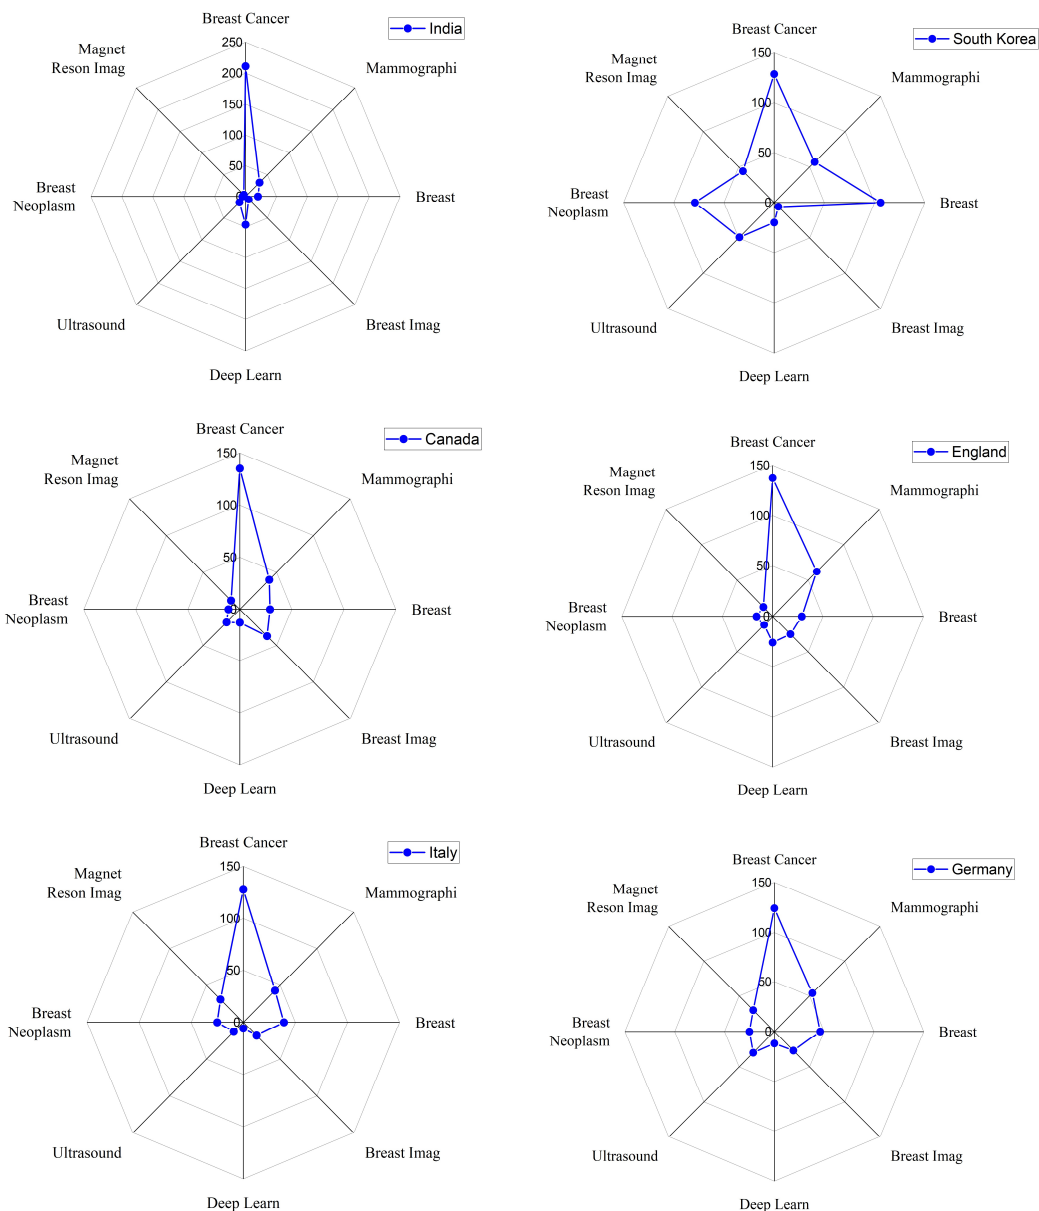 Breast Cancer
India
250
Magnet
Reson Imag
Mammographi
200
150
100
50
0
Breast
Neoplasm
Breast
Ultrasound
Breast Imag
Deep Learn
Breast Cancer
South Korea
150
Magnet
Reson Imag
Mammographi
100
50
0
Breast
Neoplasm
Breast
Ultrasound
Breast Imag
Deep Learn
Breast Cancer
Canada
150
Magnet
Reson Imag
Mammographi
100
50
0
Breast
Neoplasm
Breast
Ultrasound
Breast Imag
Deep Learn
Breast Cancer
England
150
Magnet
Reson Imag
Mammographi
100
50
0
Breast
Neoplasm
Breast
Ultrasound
Breast Imag
Deep Learn
Breast Cancer
Italy
150
Magnet
Reson Imag
Mammographi
100
50
0
Breast
Neoplasm
Breast
Ultrasound
Breast Imag
Deep Learn
Breast Cancer
Germany
150
Magnet
Reson Imag
Mammographi
100
50
0
Breast
Neoplasm
Breast
Ultrasound
Breast Imag
Deep Learn